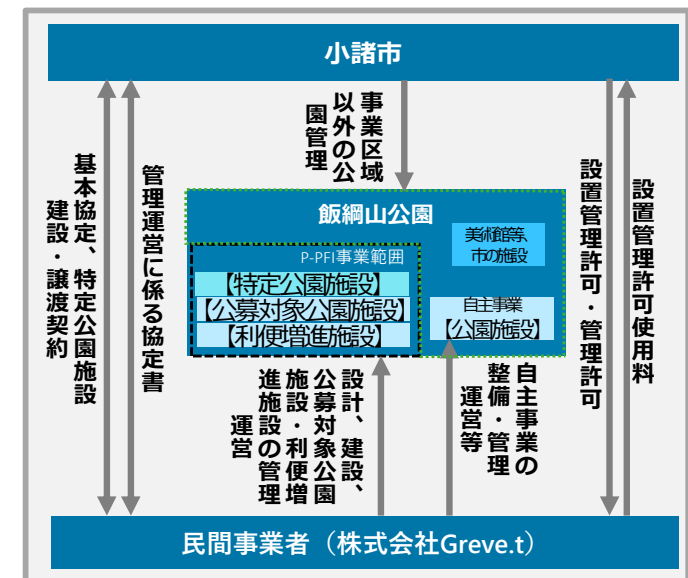 小諸市
事業区域
以外の公
園管理
基本協定、特定公園施設
建設・譲渡契約
管理運営に係る協定書
設置管理許可・管理許可
設置管理許可使用料
飯綱山公園
美術館等、
市の施設
P-PFI事業範囲
【特定公園施設】
【公募対象公園施設】
【利便増進施設】
自主事業
【公園施設】
設計、建設、
公募対象公園
施設・利便増
進施設の管理
運営
自主事業の
整備・管理
運営等
民間事業者（株式会社Greve.t）